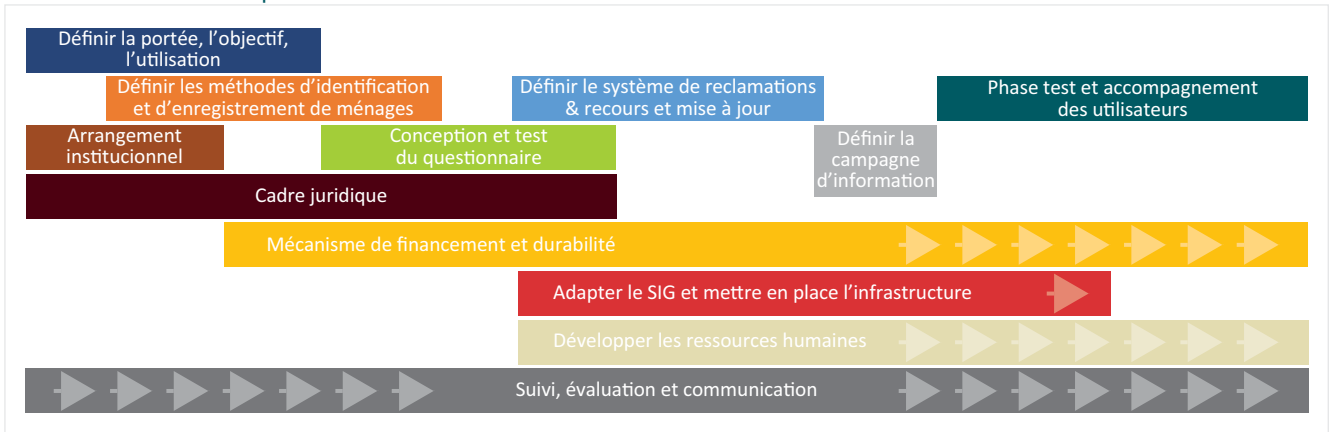 Définir la portée, l’objectif,
l’utilisation
Définir les méthodes d’identification
et d’enregistrement de ménages
Définir le système de reclamations
& recours et mise à jour
Phase test et accompagnement
des utilisateurs
Arrangement
institucionnel
Conception et test
du questionnaire
Définir la
campagne
d’information
Cadre juridique
Mécanisme de financement et durabilité
Adapter le SIG et mettre en place l’infrastructure
Développer les ressources humaines
Suivi, évaluation et communication